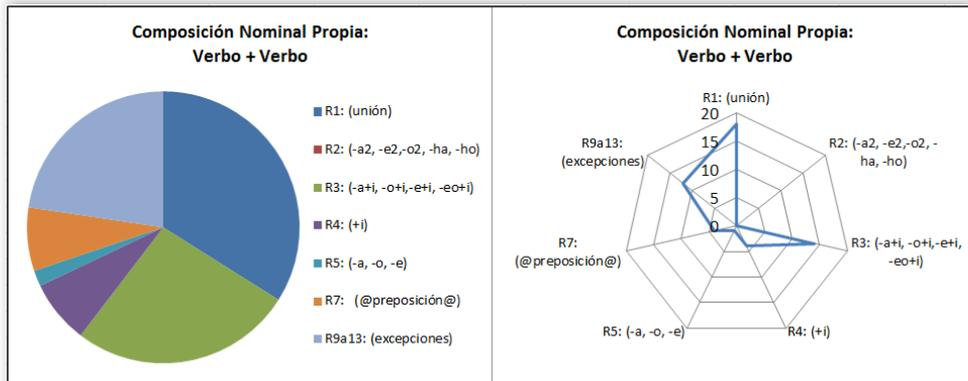 Composición Nominal Propia:
Verbo + Verbo
R1: (unión)
R2: (-a2, -e2,-o2, -ha, -ho)
R3: (-a+i, -o+i,-e+i, -eo+i)
R4: (+i)
R5: (-a, -o, -e)
R7: (@preposición@)
R9a13: (excepciones)
Composición Nominal Propia:
Verbo + Verbo
R1: (unión)
20
15
10
5
0
R2: (-a2, -e2,-o2, -
ha, -ho)
R3: (-a+i, -o+i,-e+i,
-eo+i)
R4: (+i)
R5: (-a, -o, -e)
R7:
(@preposición@)
R9a13:
(excepciones)